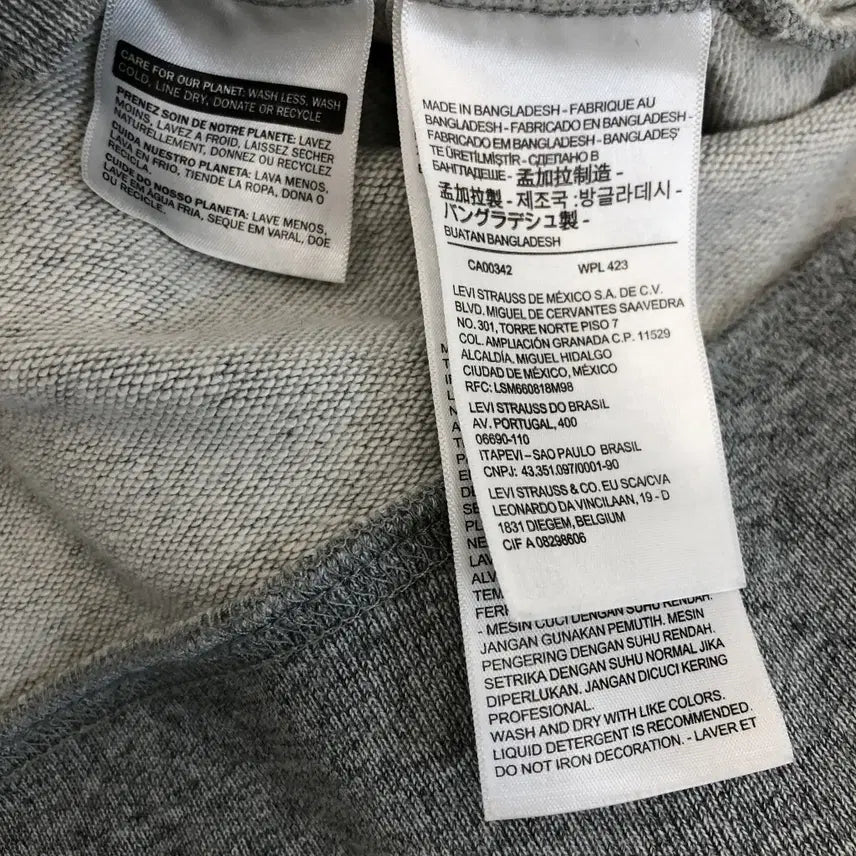 CARE FOR OUR PLANET: WASH LESS, WASH
COLD, LINE DRY, DONATE OR RECYCLE
PRENEZ SOIN DE NOTRE PLANETE: LAVEZ
MOINS, LAVEZ A FROID, LAISSEZ SECHER
NATURELLEMENT, DONNEZ OU RECYCLEZ
CUIDA NUESTRO PLANETA: LAVA MENOS,
LAVA EN FRIO, TIENDE LA ROPA, DONA O
RECICLA.
CUIDE DO NOSSO PLANETA: LAVE MENOS,
LAVE EM AGUA FRIA, SEQUE EM VARAL, DOE
OU RECICLE.
MADE IN BANGLADESH - FABRIQUE AU
BANGLADESH - FABRICADO EN BANGLADESH -
FABRICADO EM BANGLADESH - BANGLADEŞ'
TE ÜRETİLMİŞTİR - СДЕЛАНО В
БАНГЛАДЕШЕ - 孟加拉制造 -
孟加拉製 - 제조국 :방글라데시 -
バングラデシュ製 -
BUATAN BANGLADESH
CA00342 WPL 423
LEVI STRAUSS DE MÉXICO S.A. DE C.V.
BLVD. MIGUEL DE CERVANTES SAAVEDRA
NO. 301, TORRE NORTE PISO 7
COL. AMPLIACIÓN GRANADA C.P. 11529
ALCALDÍA. MIGUEL HIDALGO
CIUDAD DE MÉXICO, MÉXICO
RFC: LSM660818M98
LEVI STRAUSS DO BRASIL
AV. PORTUGAL, 400
06690-110
ITAPEVI – SAO PAULO BRASIL
CNPJ: 43.351.097/0001-90
LEVI STRAUSS & CO. EU SCA/CVA
LEONARDO DA VINCILAAN, 19 - D
1831 DIEGEM, BELGIUM
CIF A 08298606
- MESIN CUCI DENGAN SUHU RENDAH.
JANGAN GUNAKAN PEMUTIH. MESIN
PENGERING DENGAN SUHU RENDAH.
SETRIKA DENGAN SUHU NORMAL JIKA
DIPERLUKAN. JANGAN DICUCI KERING
PROFESIONAL.
WASH AND DRY WITH LIKE COLORS.
LIQUID DETERGENT IS RECOMMENDED.
DO NOT IRON DECORATION. - LAVER ET